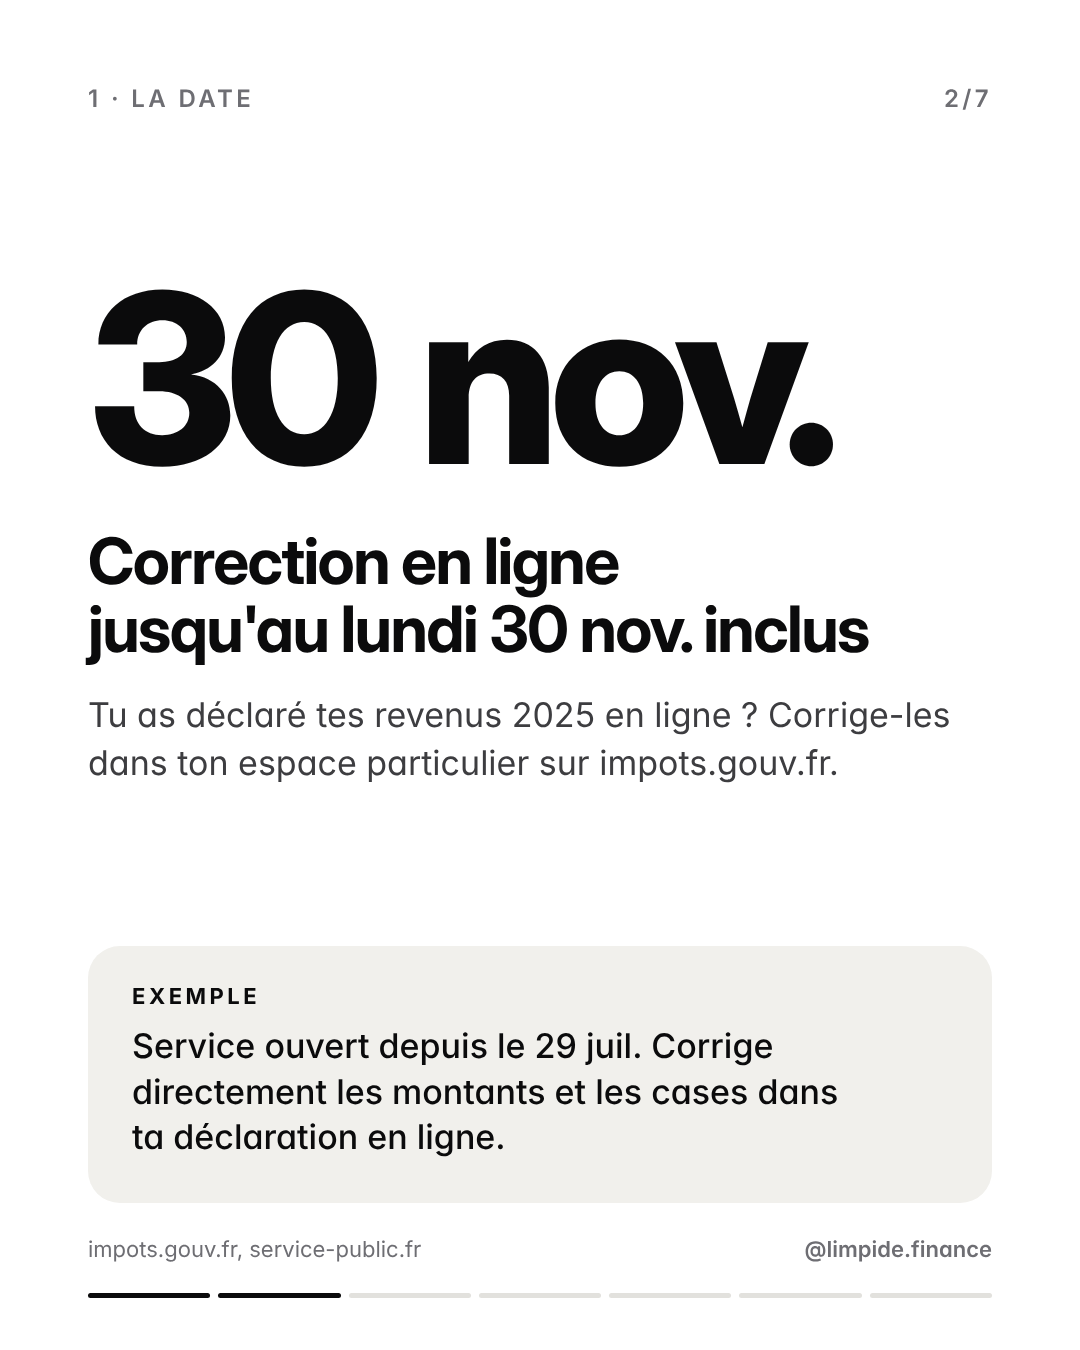 1 · LA DATE
2/7
30 nov.
Correction en ligne
jusqu'au lundi 30 nov. inclus
Tu as déclaré tes revenus 2025 en ligne ? Corrige-les
dans ton espace particulier sur impots.gouv.fr.
EXEMPLE
Service ouvert depuis le 29 juil. Corrige
directement les montants et les cases dans
ta déclaration en ligne.
impots.gouv.fr, service-public.fr
@limpide.finance